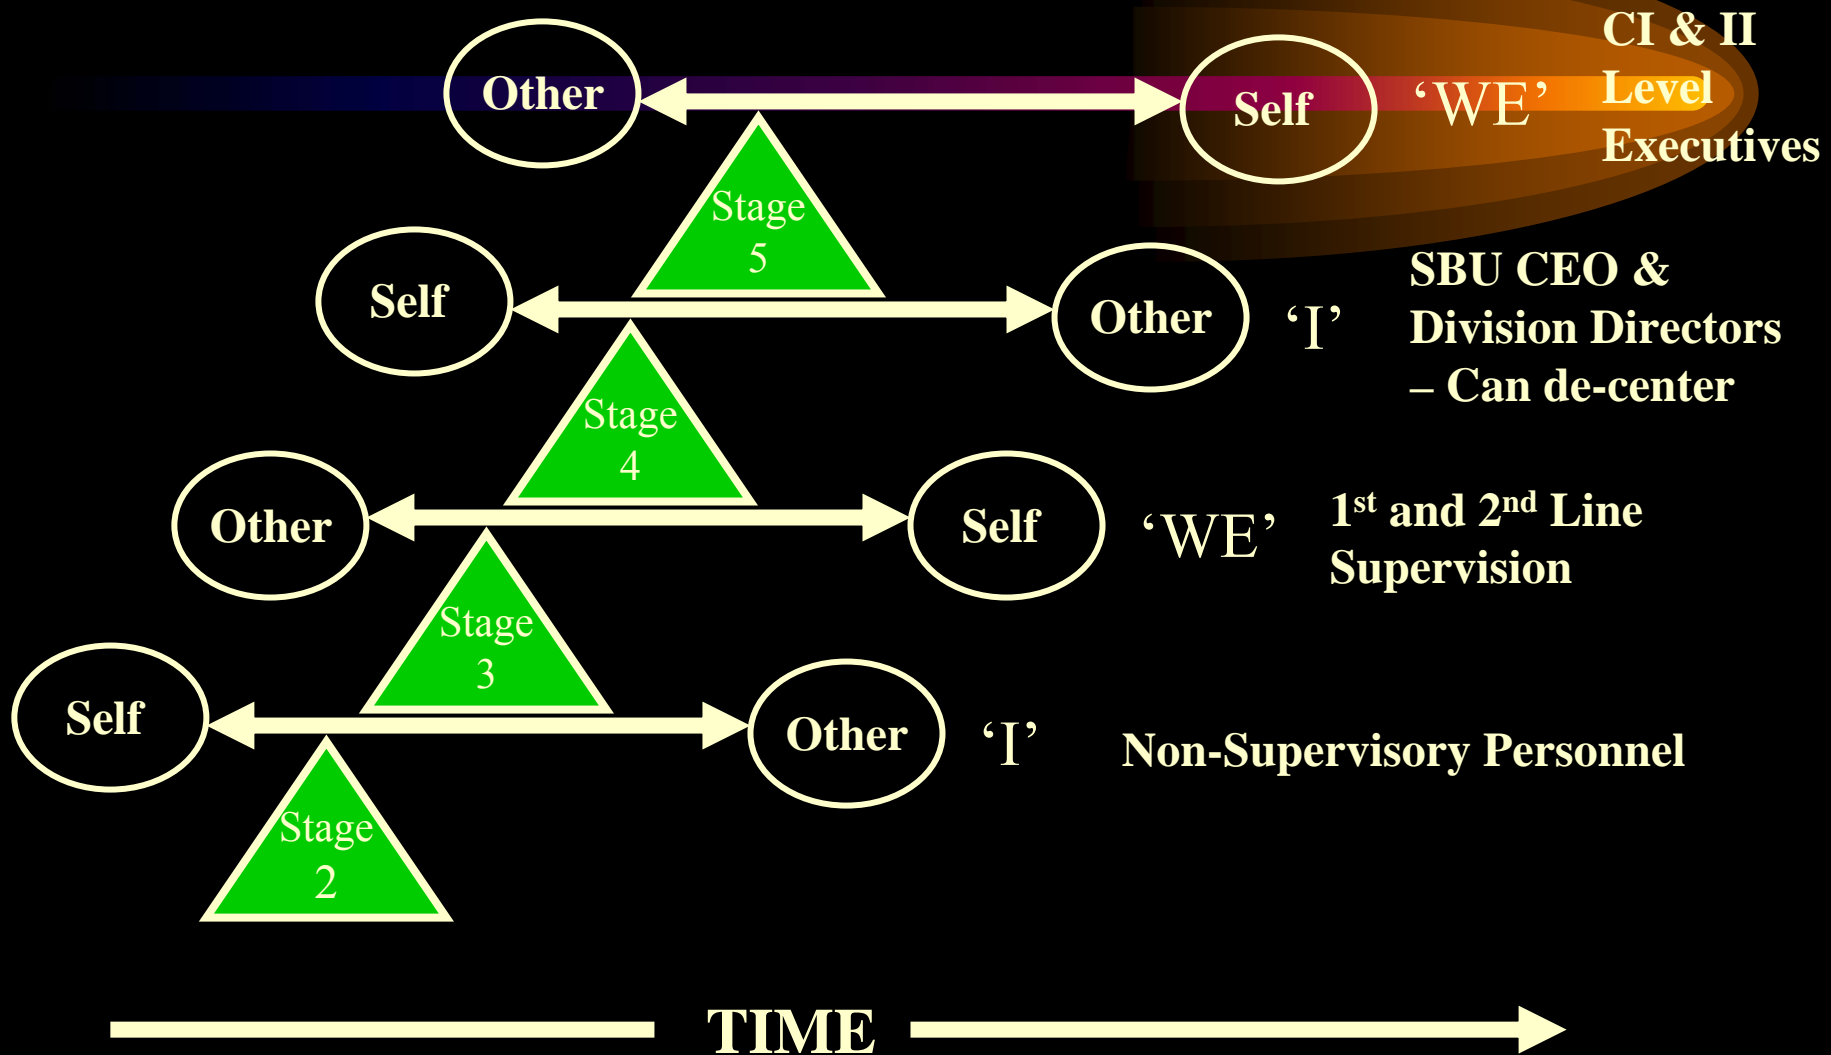 Other
Self
‘WE’
CI & II
Level
Executives
Stage
5
Self
Other
‘I’
SBU CEO &
Division Directors
– Can de-center
Stage
4
Other
Self
‘WE’
1st and 2nd Line
Supervision
Stage
3
Self
Other
‘I’
Non-Supervisory Personnel
Stage
2
TIME